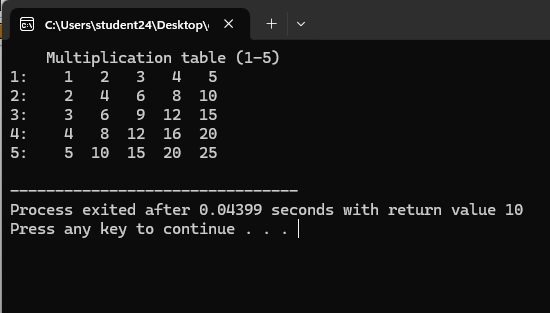 C:\Users\student24\Desktop\
Multiplication table (1-5)
1:    1   2   3   4   5
2:    2   4   6   8  10
3:    3   6   9  12  15
4:    4   8  12  16  20
5:    5  10  15  20  25
--------------------------------
Process exited after 0.04399 seconds with return value 10
Press any key to continue . . .